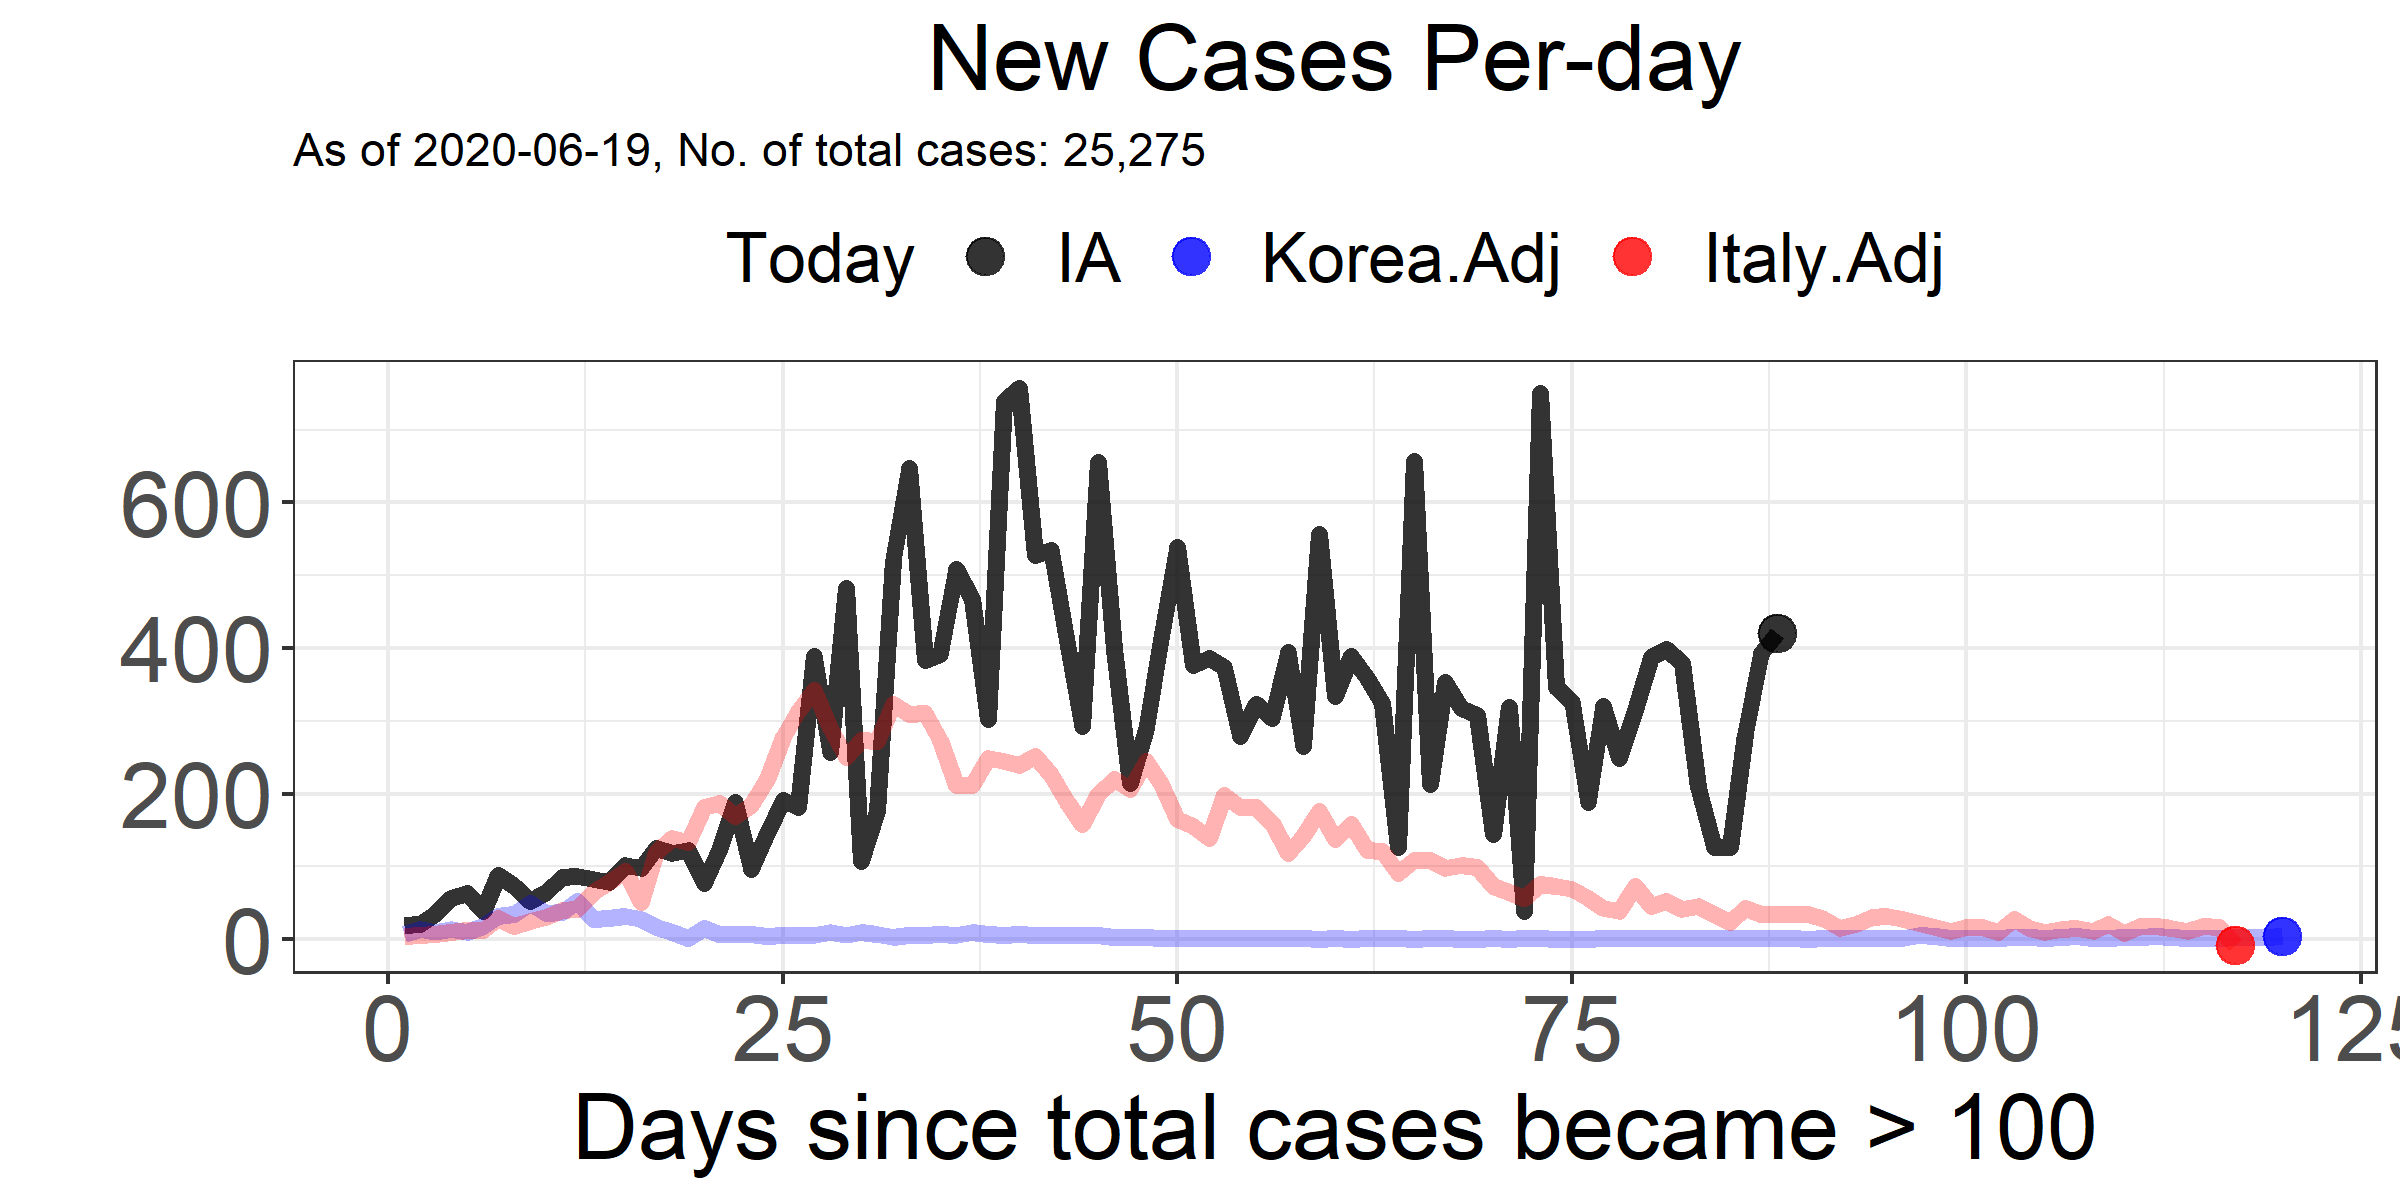 New Cases Per-day
As of 2020-06-19, No. of total cases: 25,275
Today IA Korea.Adj Italy.Adj
600
400
200
0
0 25 50 75 100 125
Days since total cases became > 100